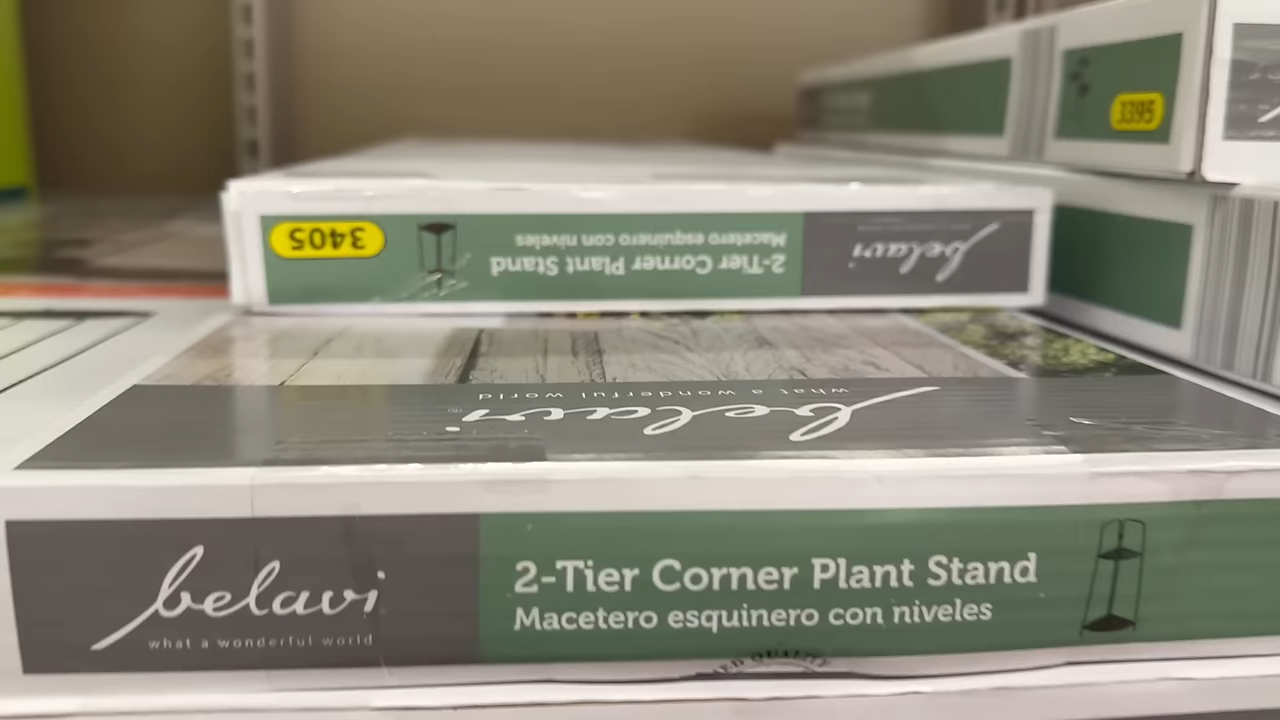 3395
3405
2-Tier Corner Plant Stand
Macetero esquinero con niveles
belavi
belavi
what a wonderful world
belavi
what a wonderful world
2-Tier Corner Plant Stand
Macetero esquinero con niveles
QUALITY